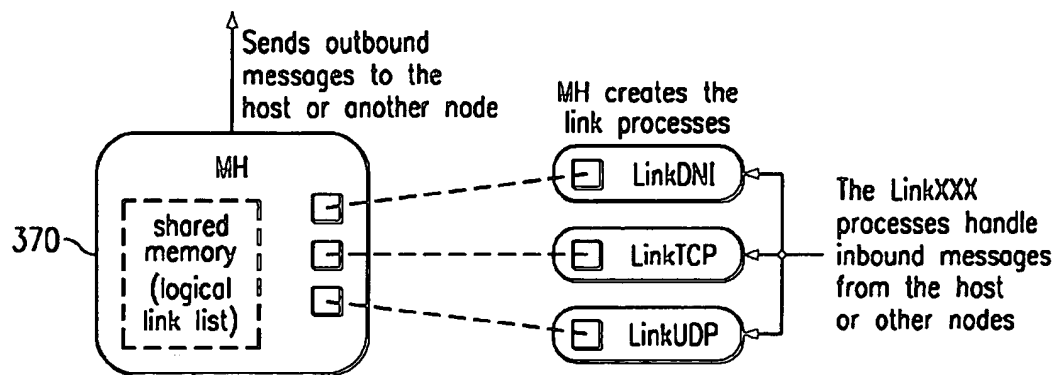 Sends outbound
messages to the
host or another node
MH creates the
link processes
MH
shared
memory
(logical
link list)
370
LinkDNI
LinkTCP
LinkUDP
The LinkXXX
processes handle
inbound messages
from the host
or other nodes